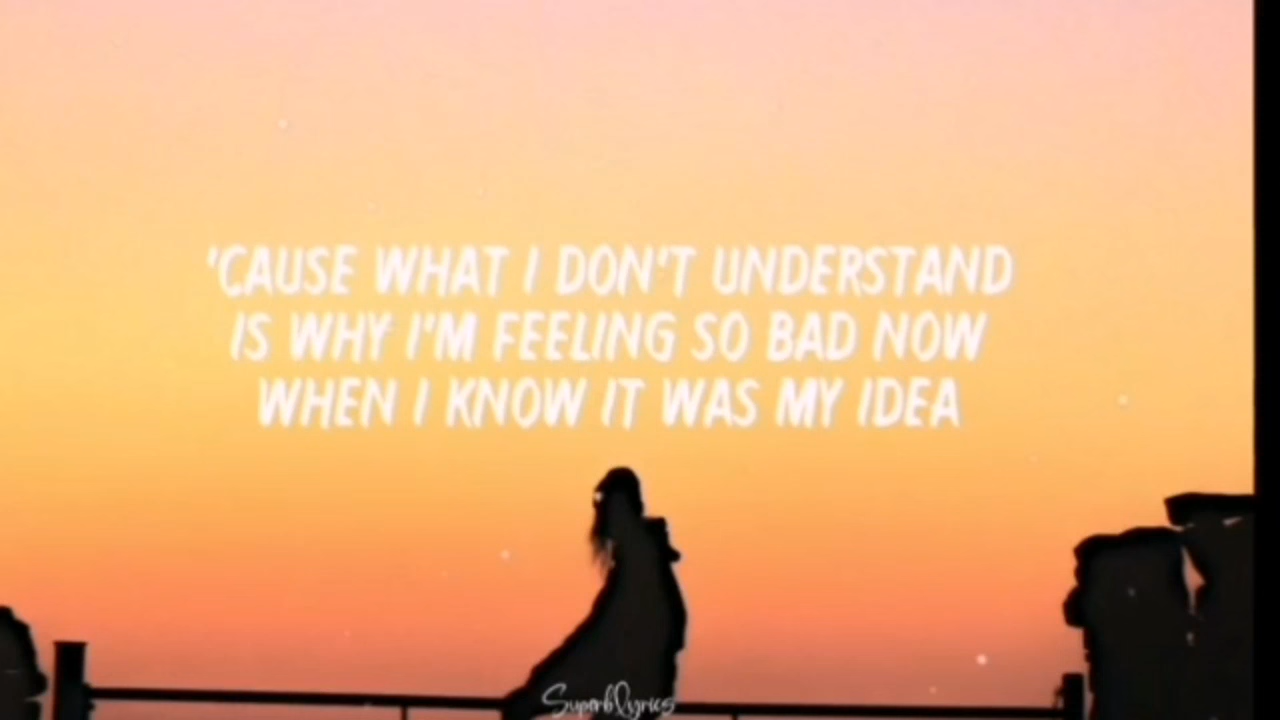 'CAUSE WHAT I DON'T UNDERSTAND
IS WHY I'M FEELING SO BAD NOW
WHEN I KNOW IT WAS MY IDEA
SuperbLyrics